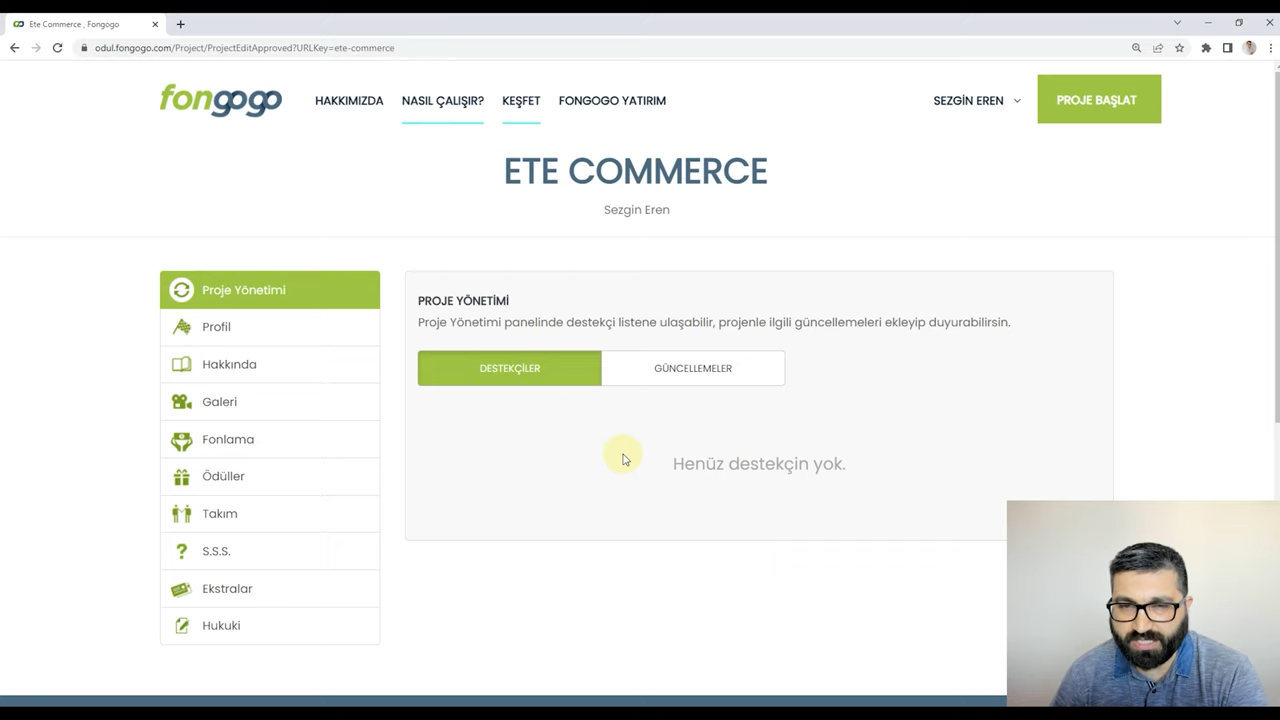 Ete Commerce , Fongogo
odul.fongogo.com/Project/ProjectEditApproved?URLKey=ete-commerce
fongogo
HAKKIMIZDA
NASIL ÇALIŞIR?
KEŞFET
FONGOGO YATIRIM
SEZGİN EREN
PROJE BAŞLAT
ETE COMMERCE
Sezgin Eren
Proje Yönetimi
Profil
Hakkında
Galeri
Fonlama
Ödüller
Takım
S.S.S.
Ekstralar
Hukuki
PROJE YÖNETİMİ
Proje Yönetimi panelinde destekçi listene ulaşabilir, projenle ilgili güncellemeleri ekleyip duyurabilirsin.
DESTEKÇİLER
GÜNCELLEMELER
Henüz destekçin yok.